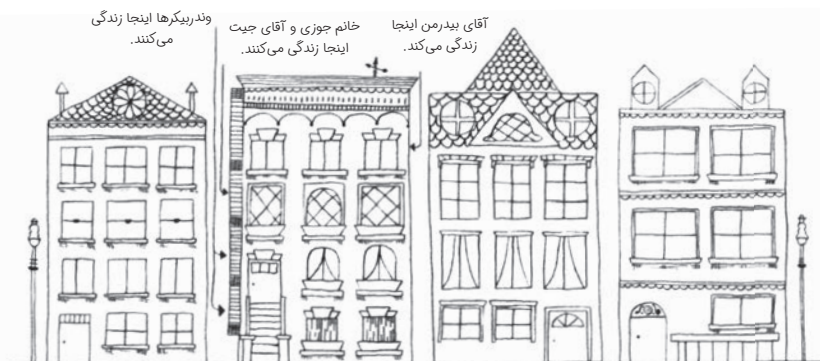 وندربیکرها اینجا زندگی
می‌کنند.
خانم جوزی و آقای جیت
اینجا زندگی می‌کنند.
آقای بیدرمن اینجا
زندگی می‌کند.